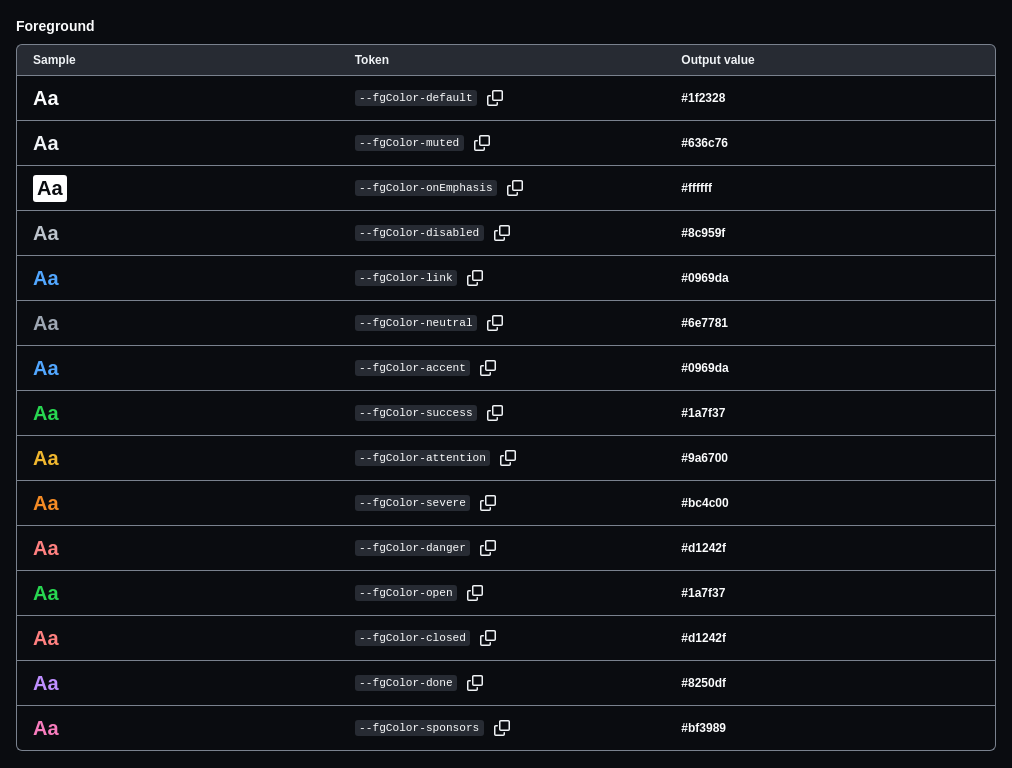 Foreground
Sample Token Output value
Aa --fgColor-default #1f2328
Aa --fgColor-muted #636c76
Aa --fgColor-onEmphasis #ffffff
Aa --fgColor-disabled #8c959f
Aa --fgColor-link #0969da
Aa --fgColor-neutral #6e7781
Aa --fgColor-accent #0969da
Aa --fgColor-success #1a7f37
Aa --fgColor-attention #9a6700
Aa --fgColor-severe #bc4c00
Aa --fgColor-danger #d1242f
Aa --fgColor-open #1a7f37
Aa --fgColor-closed #d1242f
Aa --fgColor-done #8250df
Aa --fgColor-sponsors #bf3989